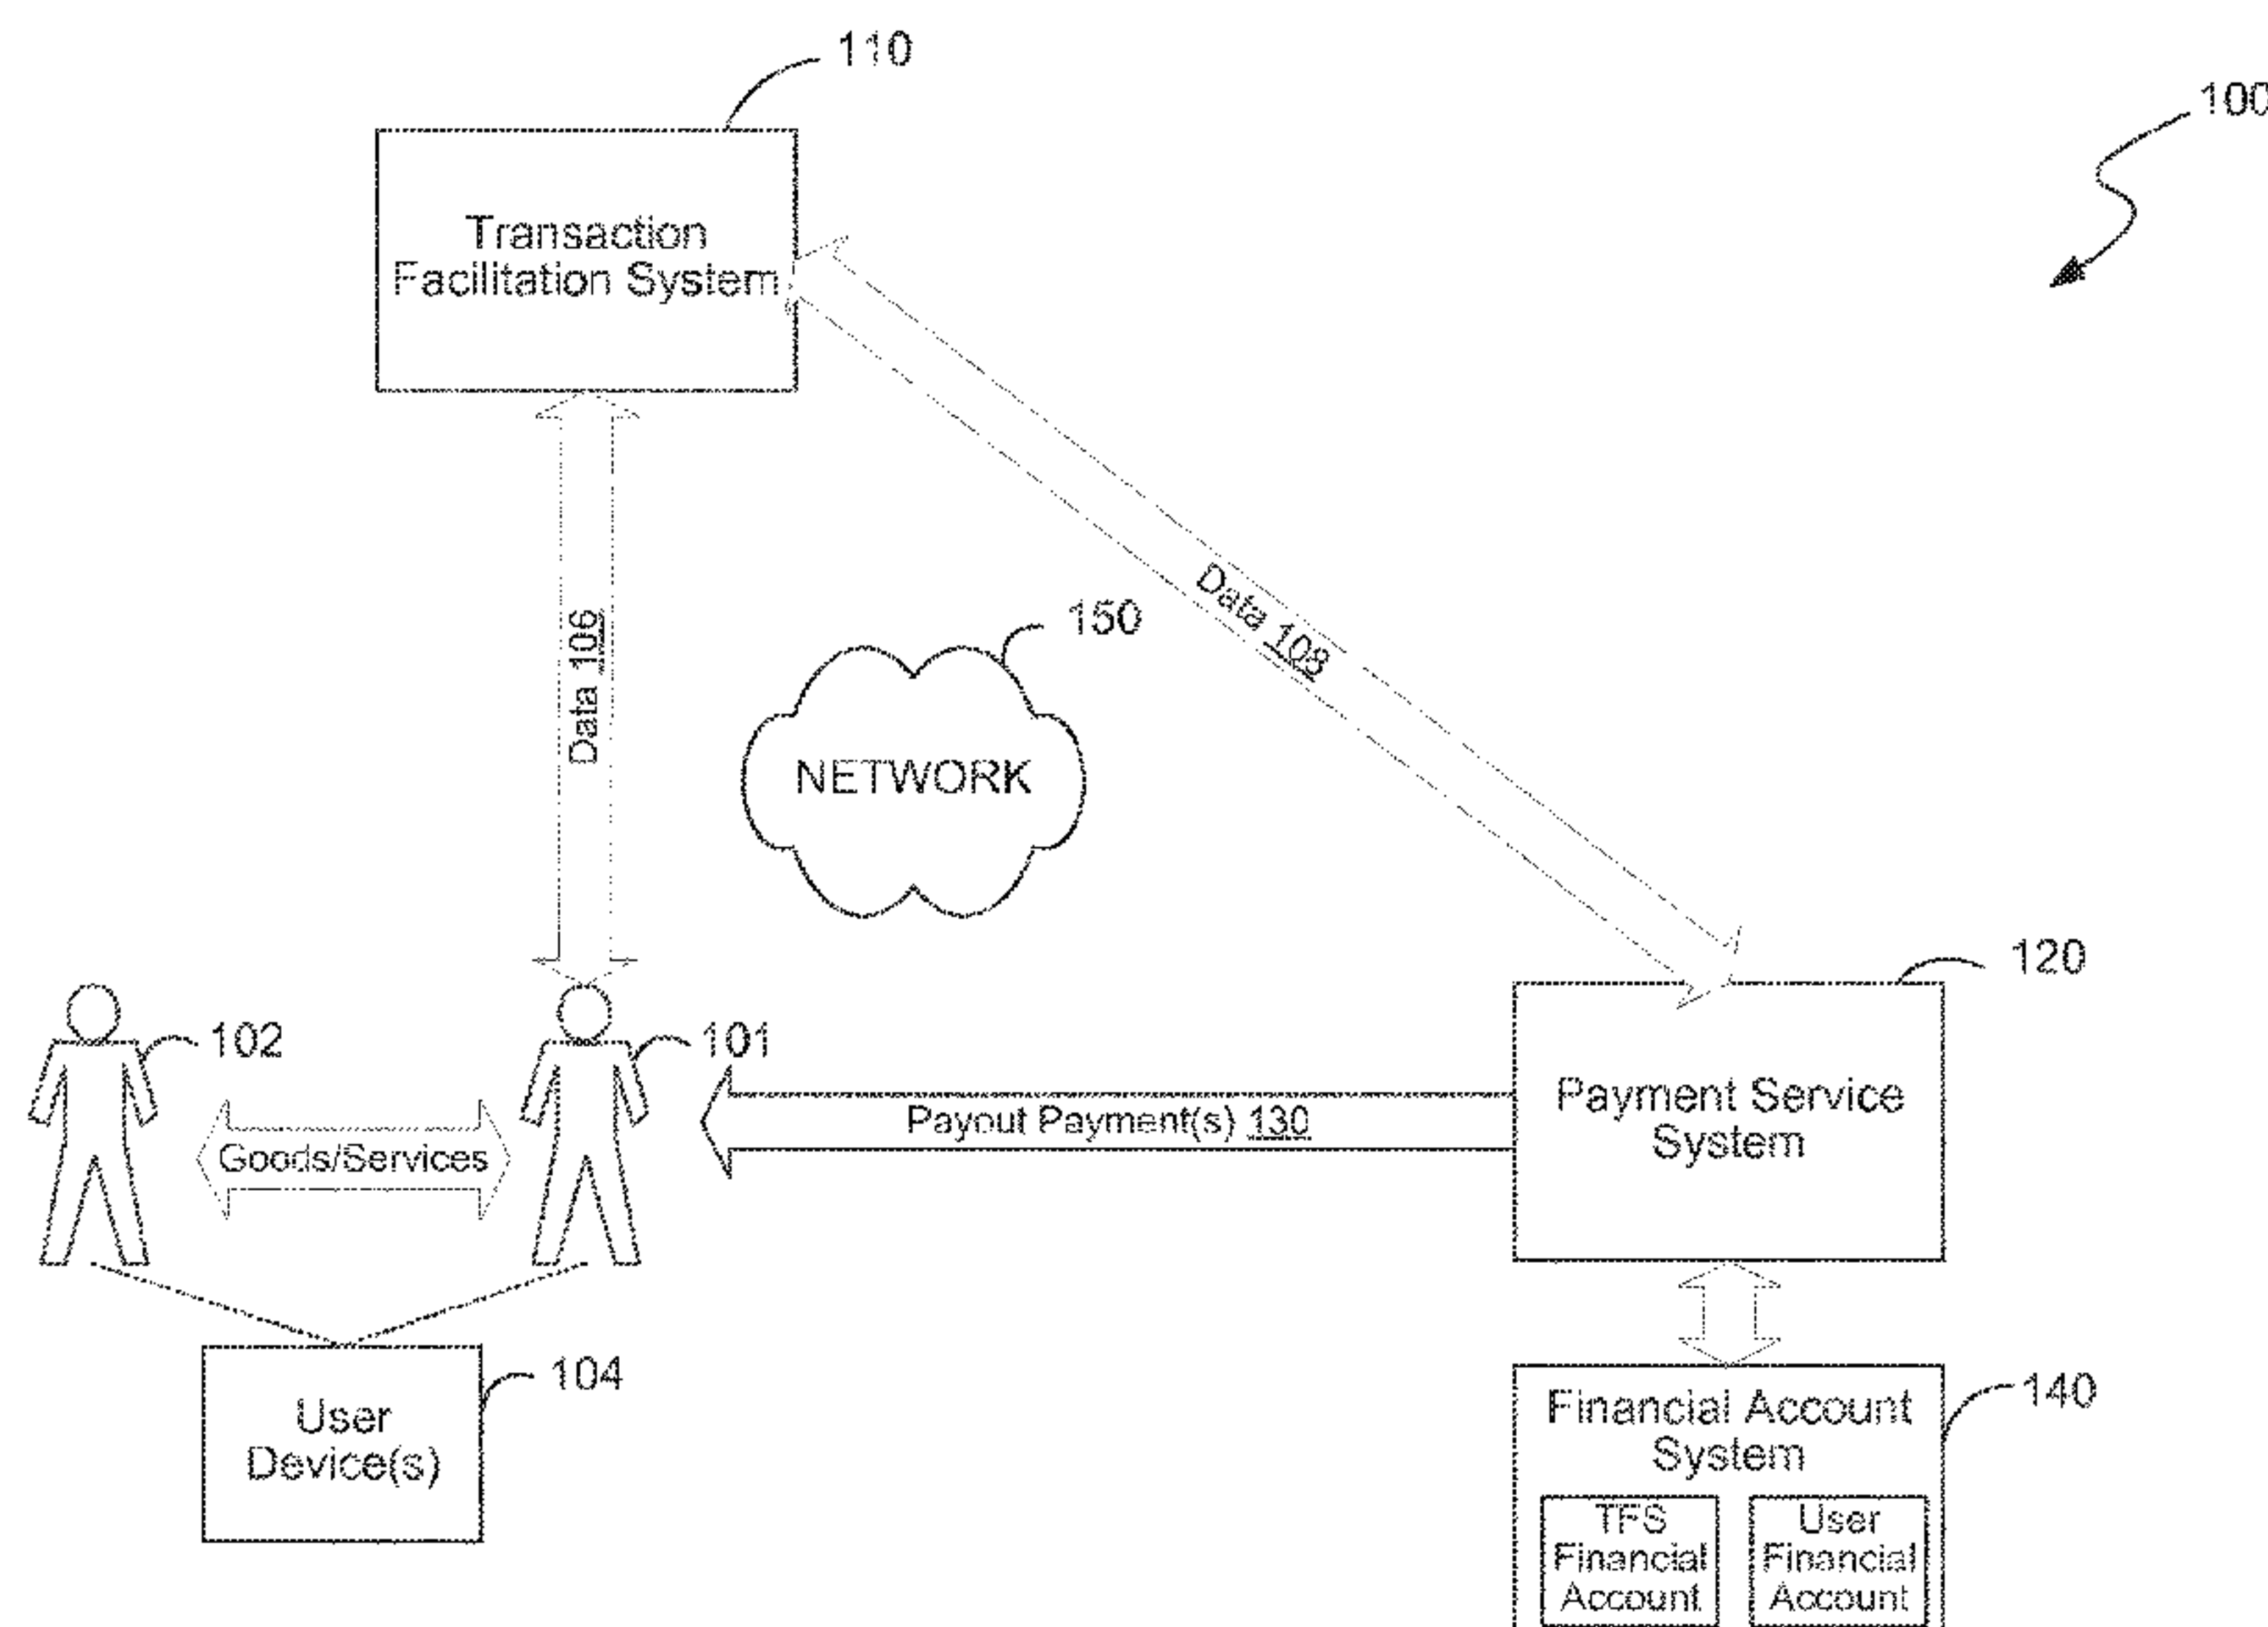 110
100
Transaction
Facilitation System
Data 106
Data 108
150
NETWORK
120
102
101
Goods/Services
Payout Payment(s) 130
Payment Service
System
104
User
Device(s)
140
Financial Account
System
TFS
Financial
Account
User
Financial
Account